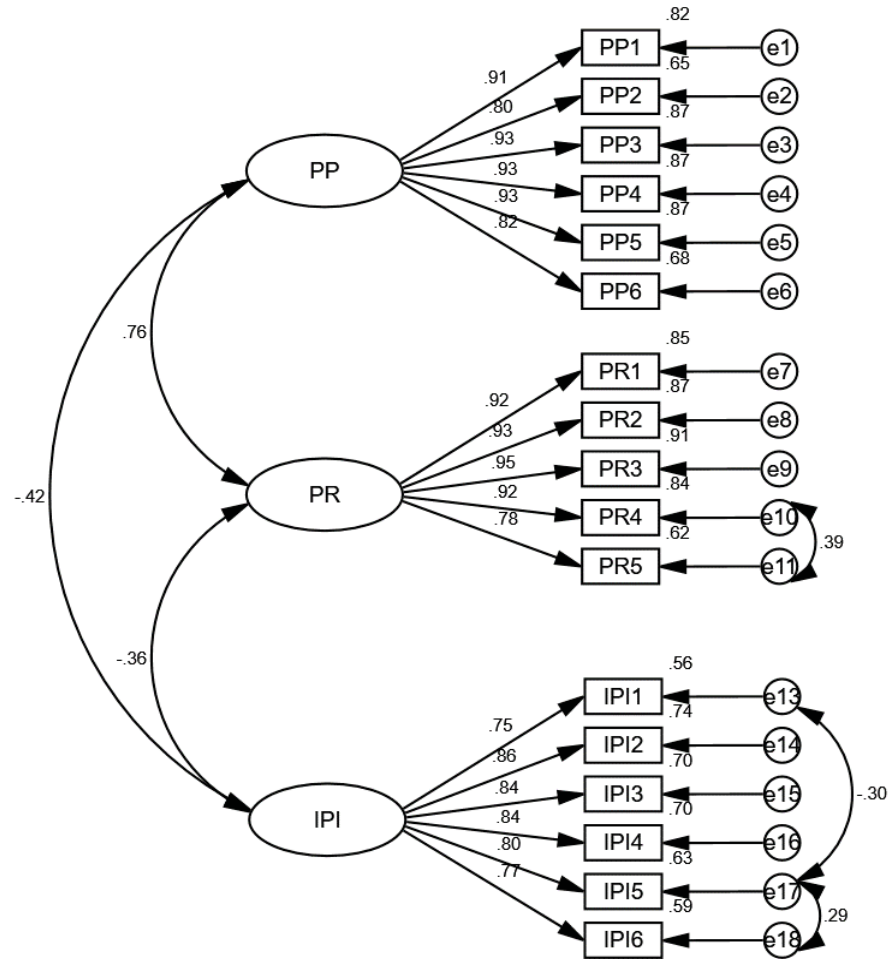 .82
.91 PP1 e1
.65
.80 PP2 e2
.87
.93 PP3 e3
.87
PP .93 PP4 e4
.87
.93 PP5 e5
.68
.82 PP6 e6
.76
.85
.92 PR1 e7
.87
.93 PR2 e8
.91
.95 PR3 e9
.84
-.42 PR .92 PR4 e10
.62 .39
.78 PR5 e11
-.36
.56
.75 IPI1 e13
.74
.86 IPI2 e14
.70
.84 IPI3 e15 -.30
.70
IPI .84 IPI4 e16
.63
.80 IPI5 e17
.59 .29
.77 IPI6 e18